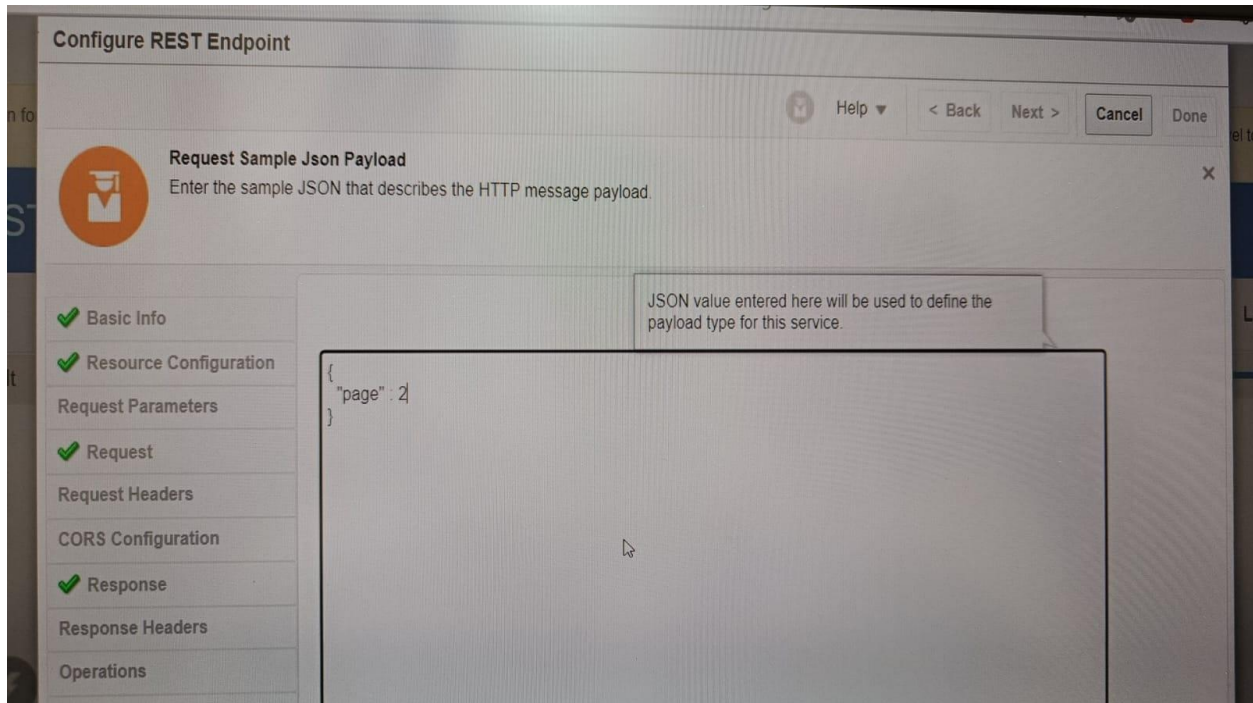 Configure REST Endpoint
Help
< Back
Next >
Cancel
Done
Request Sample Json Payload
Enter the sample JSON that describes the HTTP message payload.
JSON value entered here will be used to define the
payload type for this service.
Basic Info
Resource Configuration
Request Parameters
Request
Request Headers
CORS Configuration
Response
Response Headers
Operations
{
"page" : 2
}